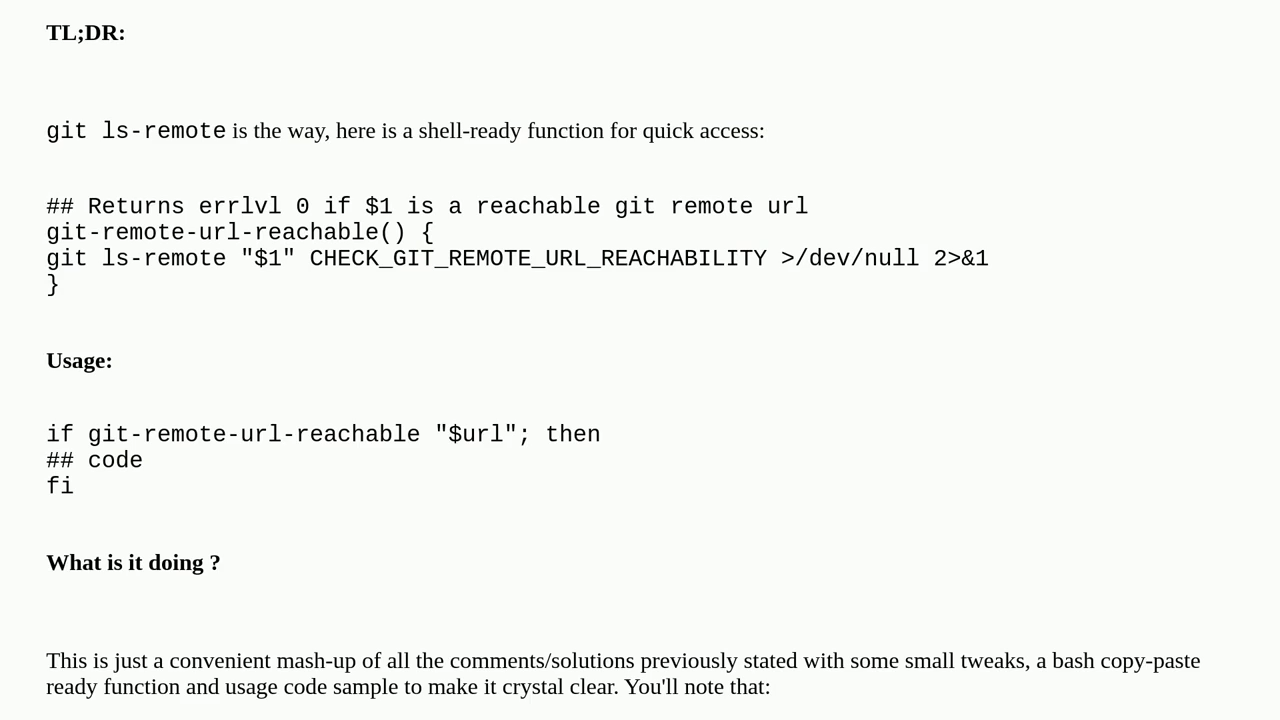 TL;DR:
git ls-remote is the way, here is a shell-ready function for quick access:
## Returns errlvl 0 if $1 is a reachable git remote url
git-remote-url-reachable() {
git ls-remote "$1" CHECK_GIT_REMOTE_URL_REACHABILITY >/dev/null 2>&1
}
Usage:
if git-remote-url-reachable "$url"; then
## code
fi
What is it doing ?
This is just a convenient mash-up of all the comments/solutions previously stated with some small tweaks, a bash copy-paste
ready function and usage code sample to make it crystal clear. You'll note that: